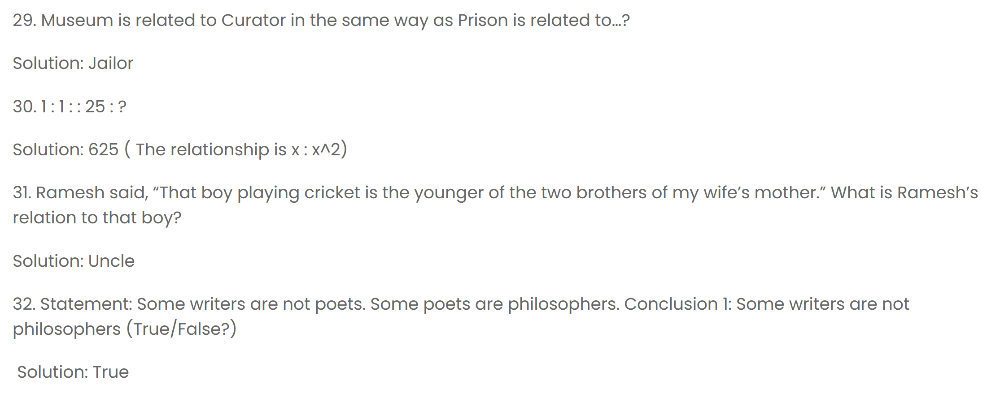 29. Museum is related to Curator in the same way as Prison is related to...?
Solution: Jailor
30. 1 : 1 : : 25 : ?
Solution: 625 ( The relationship is x : x^2)
31. Ramesh said, “That boy playing cricket is the younger of the two brothers of my wife’s mother.” What is Ramesh’s
relation to that boy?
Solution: Uncle
32. Statement: Some writers are not poets. Some poets are philosophers. Conclusion 1: Some writers are not
philosophers (True/False?)
Solution: True